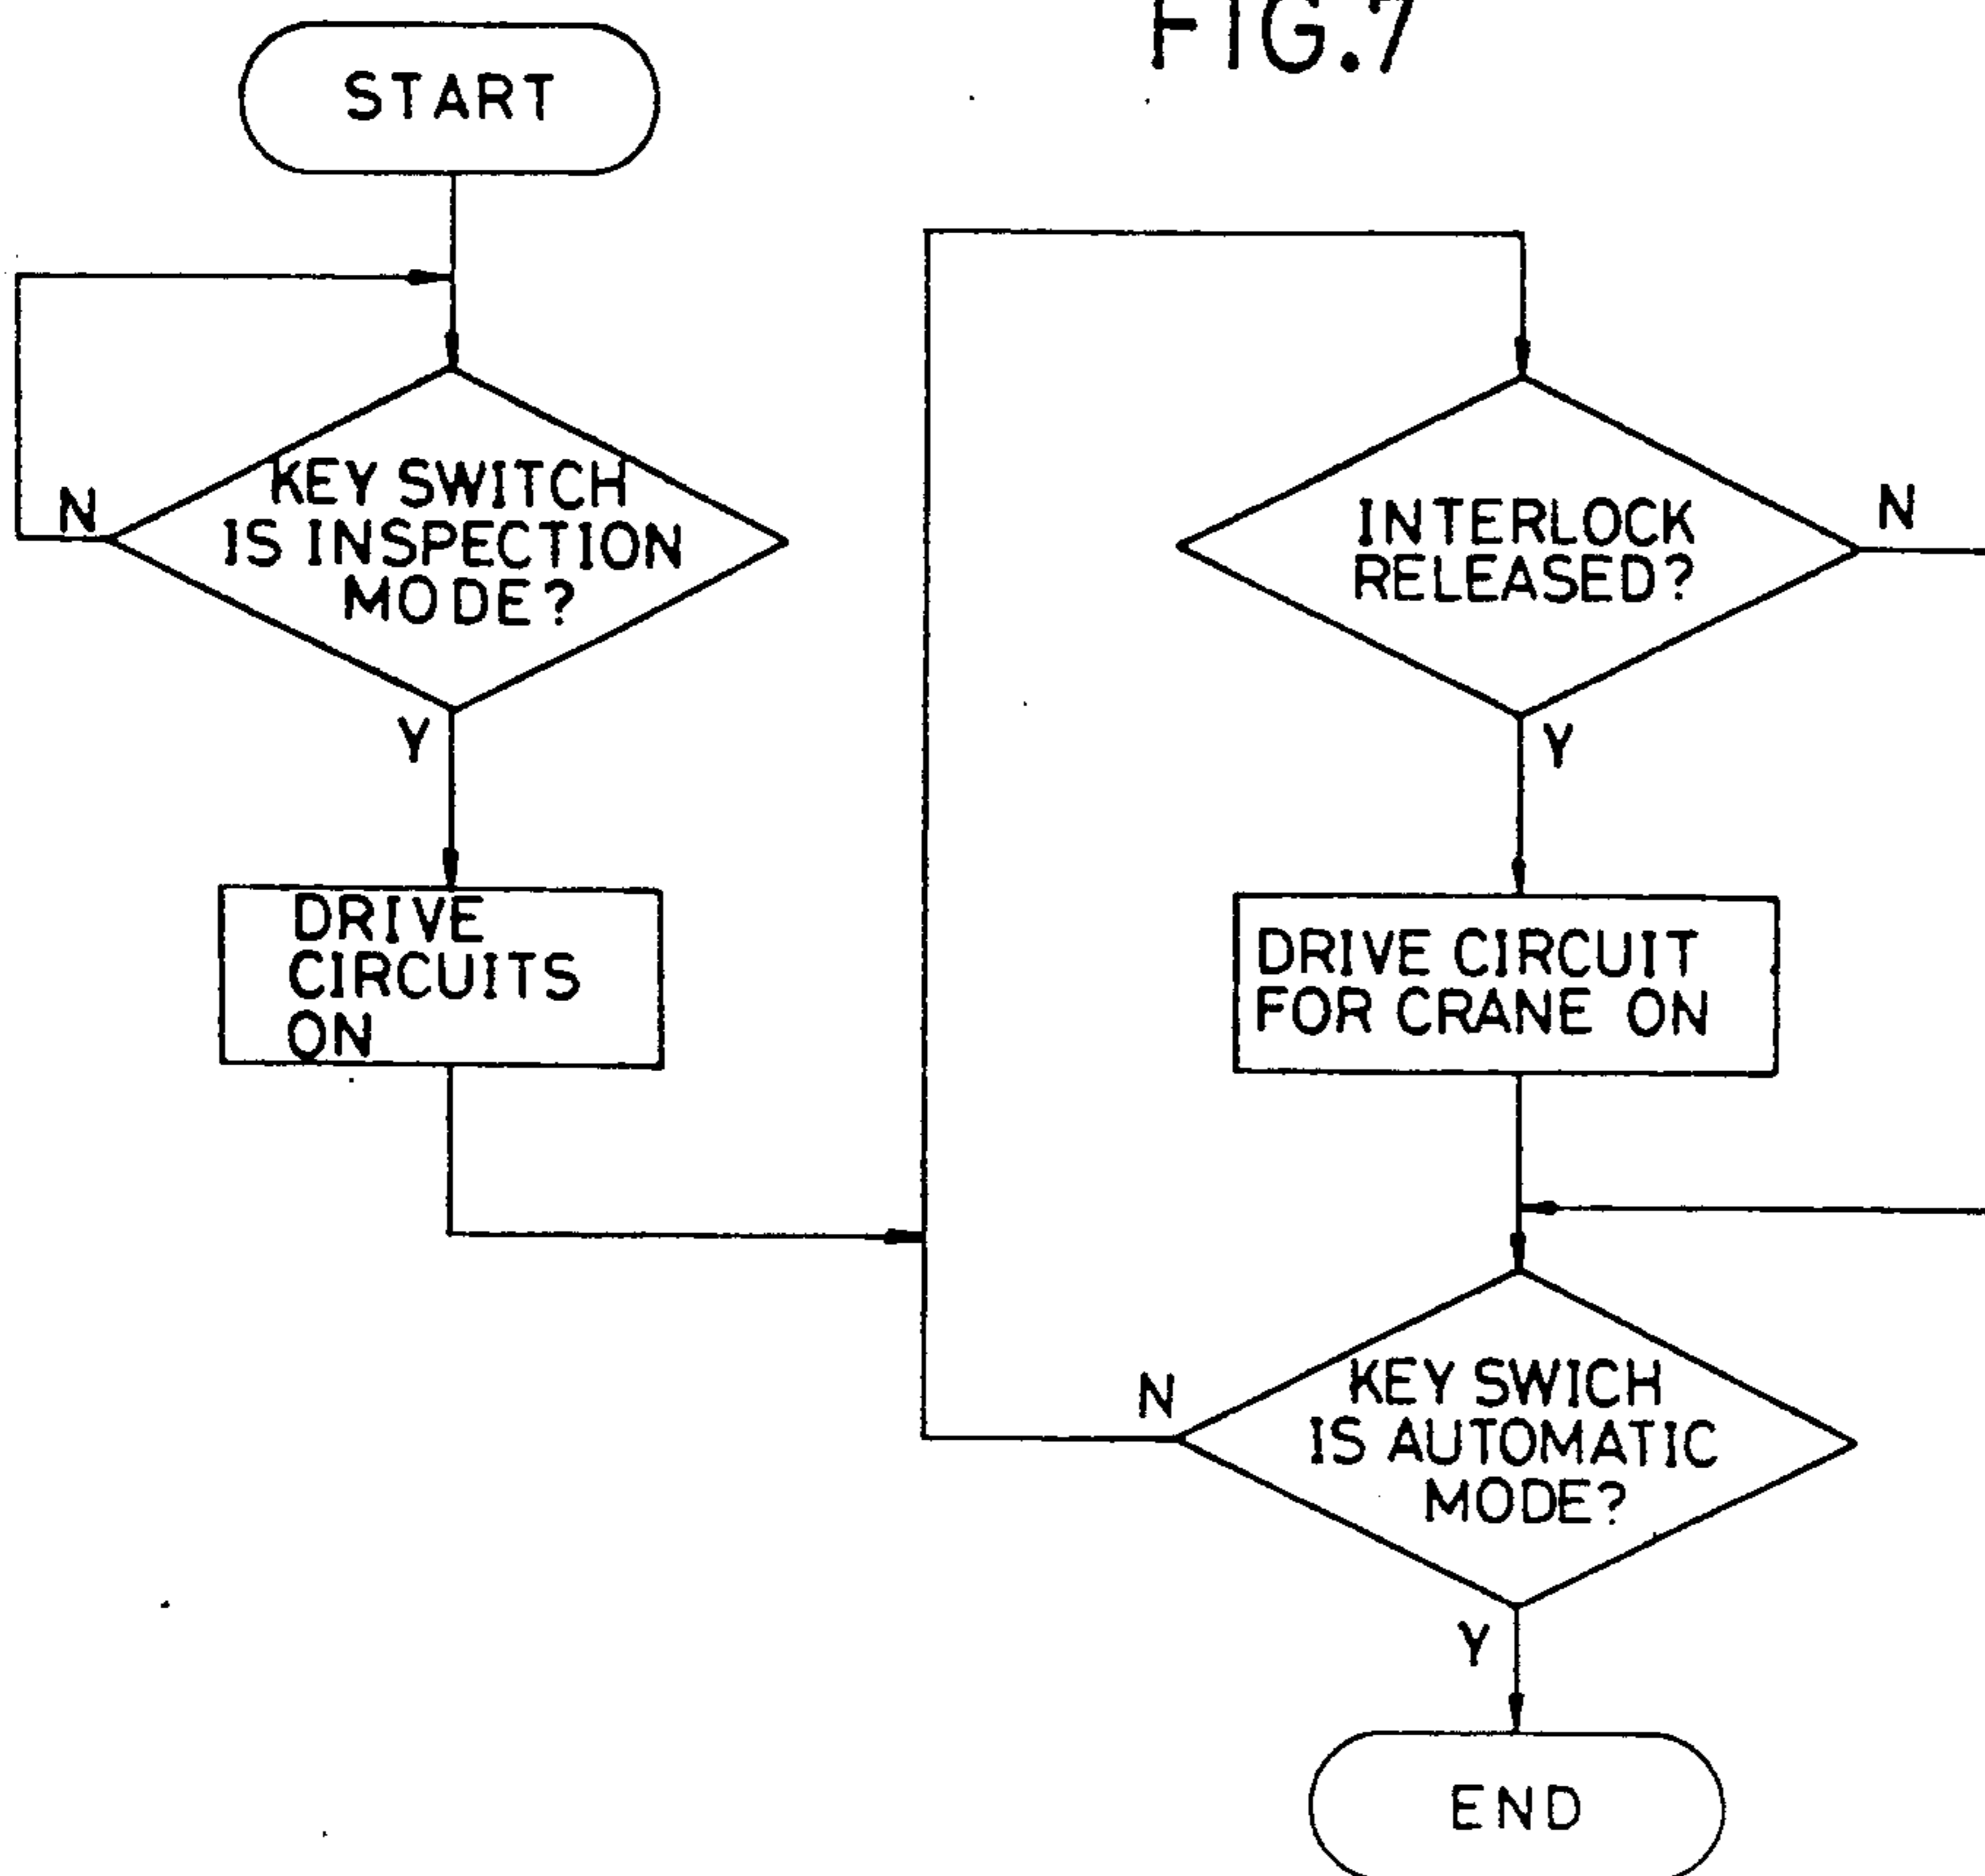 FIG.7
START
KEY SWITCH
IS INSPECTION
MODE?
N
Y
DRIVE
CIRCUITS
ON
INTERLOCK
RELEASED?
N
Y
DRIVE CIRCUIT
FOR CRANE ON
KEY SWICH
IS AUTOMATIC
MODE?
N
Y
END